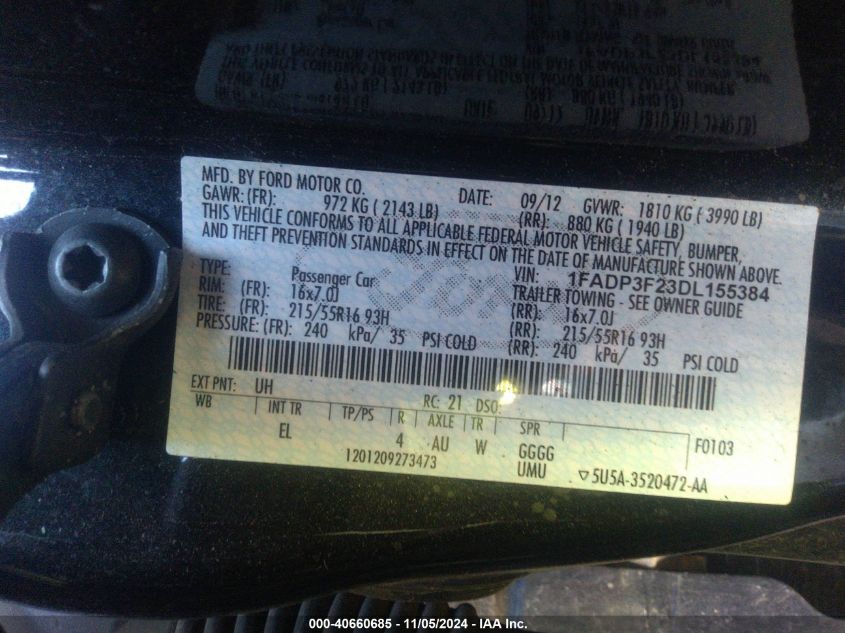 MFD. BY FORD MOTOR CO. DATE: 09/12 GVWR: 1810 KG ( 3990 LB)
GAWR: (FR): 972 KG ( 2143 LB) (RR): 880 KG ( 1940 LB)
THIS VEHICLE CONFORMS TO ALL APPLICABLE FEDERAL MOTOR VEHICLE SAFETY, BUMPER,
AND THEFT PREVENTION STANDARDS IN EFFECT ON THE DATE OF MANUFACTURE SHOWN ABOVE.
TYPE: Passenger Car VIN: 1FADP3F23DL155384
TRAILER TOWING - SEE OWNER GUIDE
RIM: (FR): 16x7.0J (RR): 16x7.0J
TIRE: (FR): 215/55R16 93H (RR): 215/55R16 93H
PRESSURE: (FR): 240 kPa/ 35 PSI COLD (RR): 240 kPa/ 35 PSI COLD
EXT PNT: UH RC: 21 DSO:
WB INT TR TP/PS R AXLE TR SPR F0103
EL 4 AU W GGGG
1201209273473 UMU ▽5U5A-3520472-AA
000-40660685 - 11/05/2024 - IAA Inc.